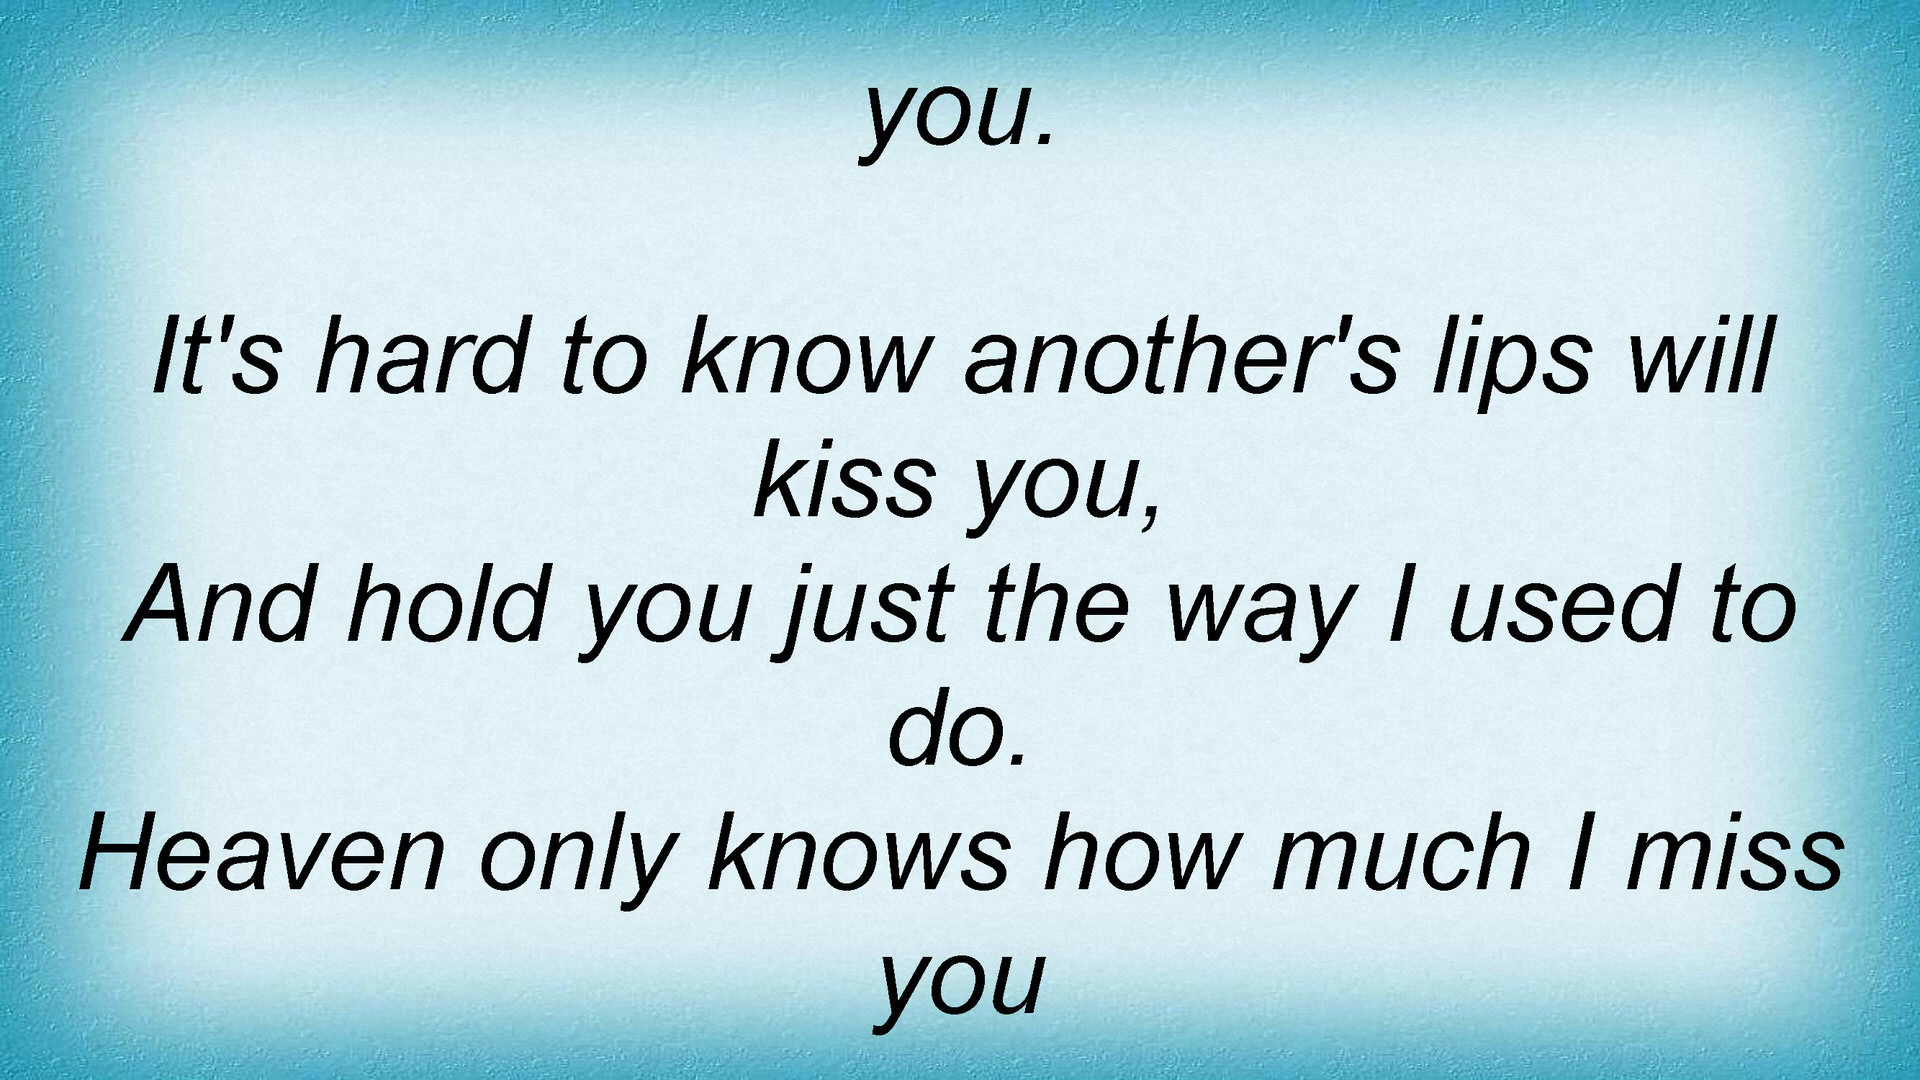 you.
It's hard to know another's lips will
kiss you,
And hold you just the way I used to
do.
Heaven only knows how much I miss
you